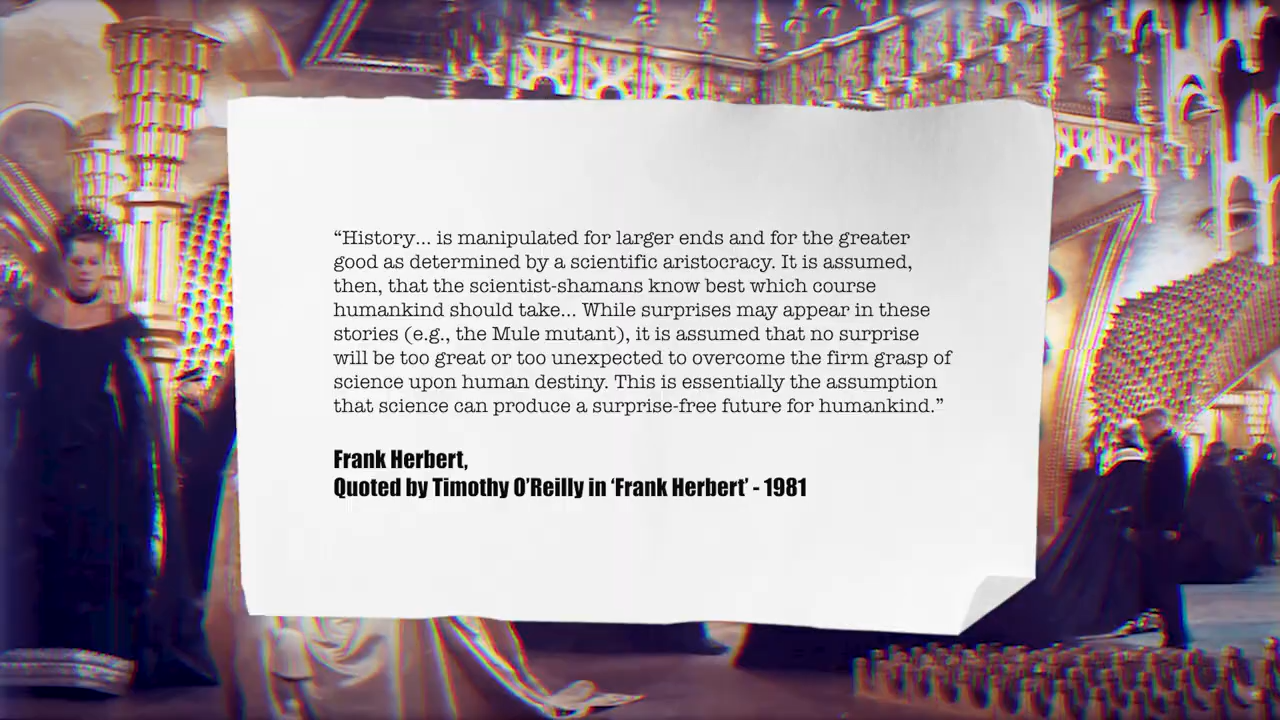 “History... is manipulated for larger ends and for the greater
good as determined by a scientific aristocracy. It is assumed,
then, that the scientist-shamans know best which course
humankind should take... While surprises may appear in these
stories (e.g., the Mule mutant), it is assumed that no surprise
will be too great or too unexpected to overcome the firm grasp of
science upon human destiny. This is essentially the assumption
that science can produce a surprise-free future for humankind.”
Frank Herbert,
Quoted by Timothy O’Reilly in ‘Frank Herbert’ - 1981